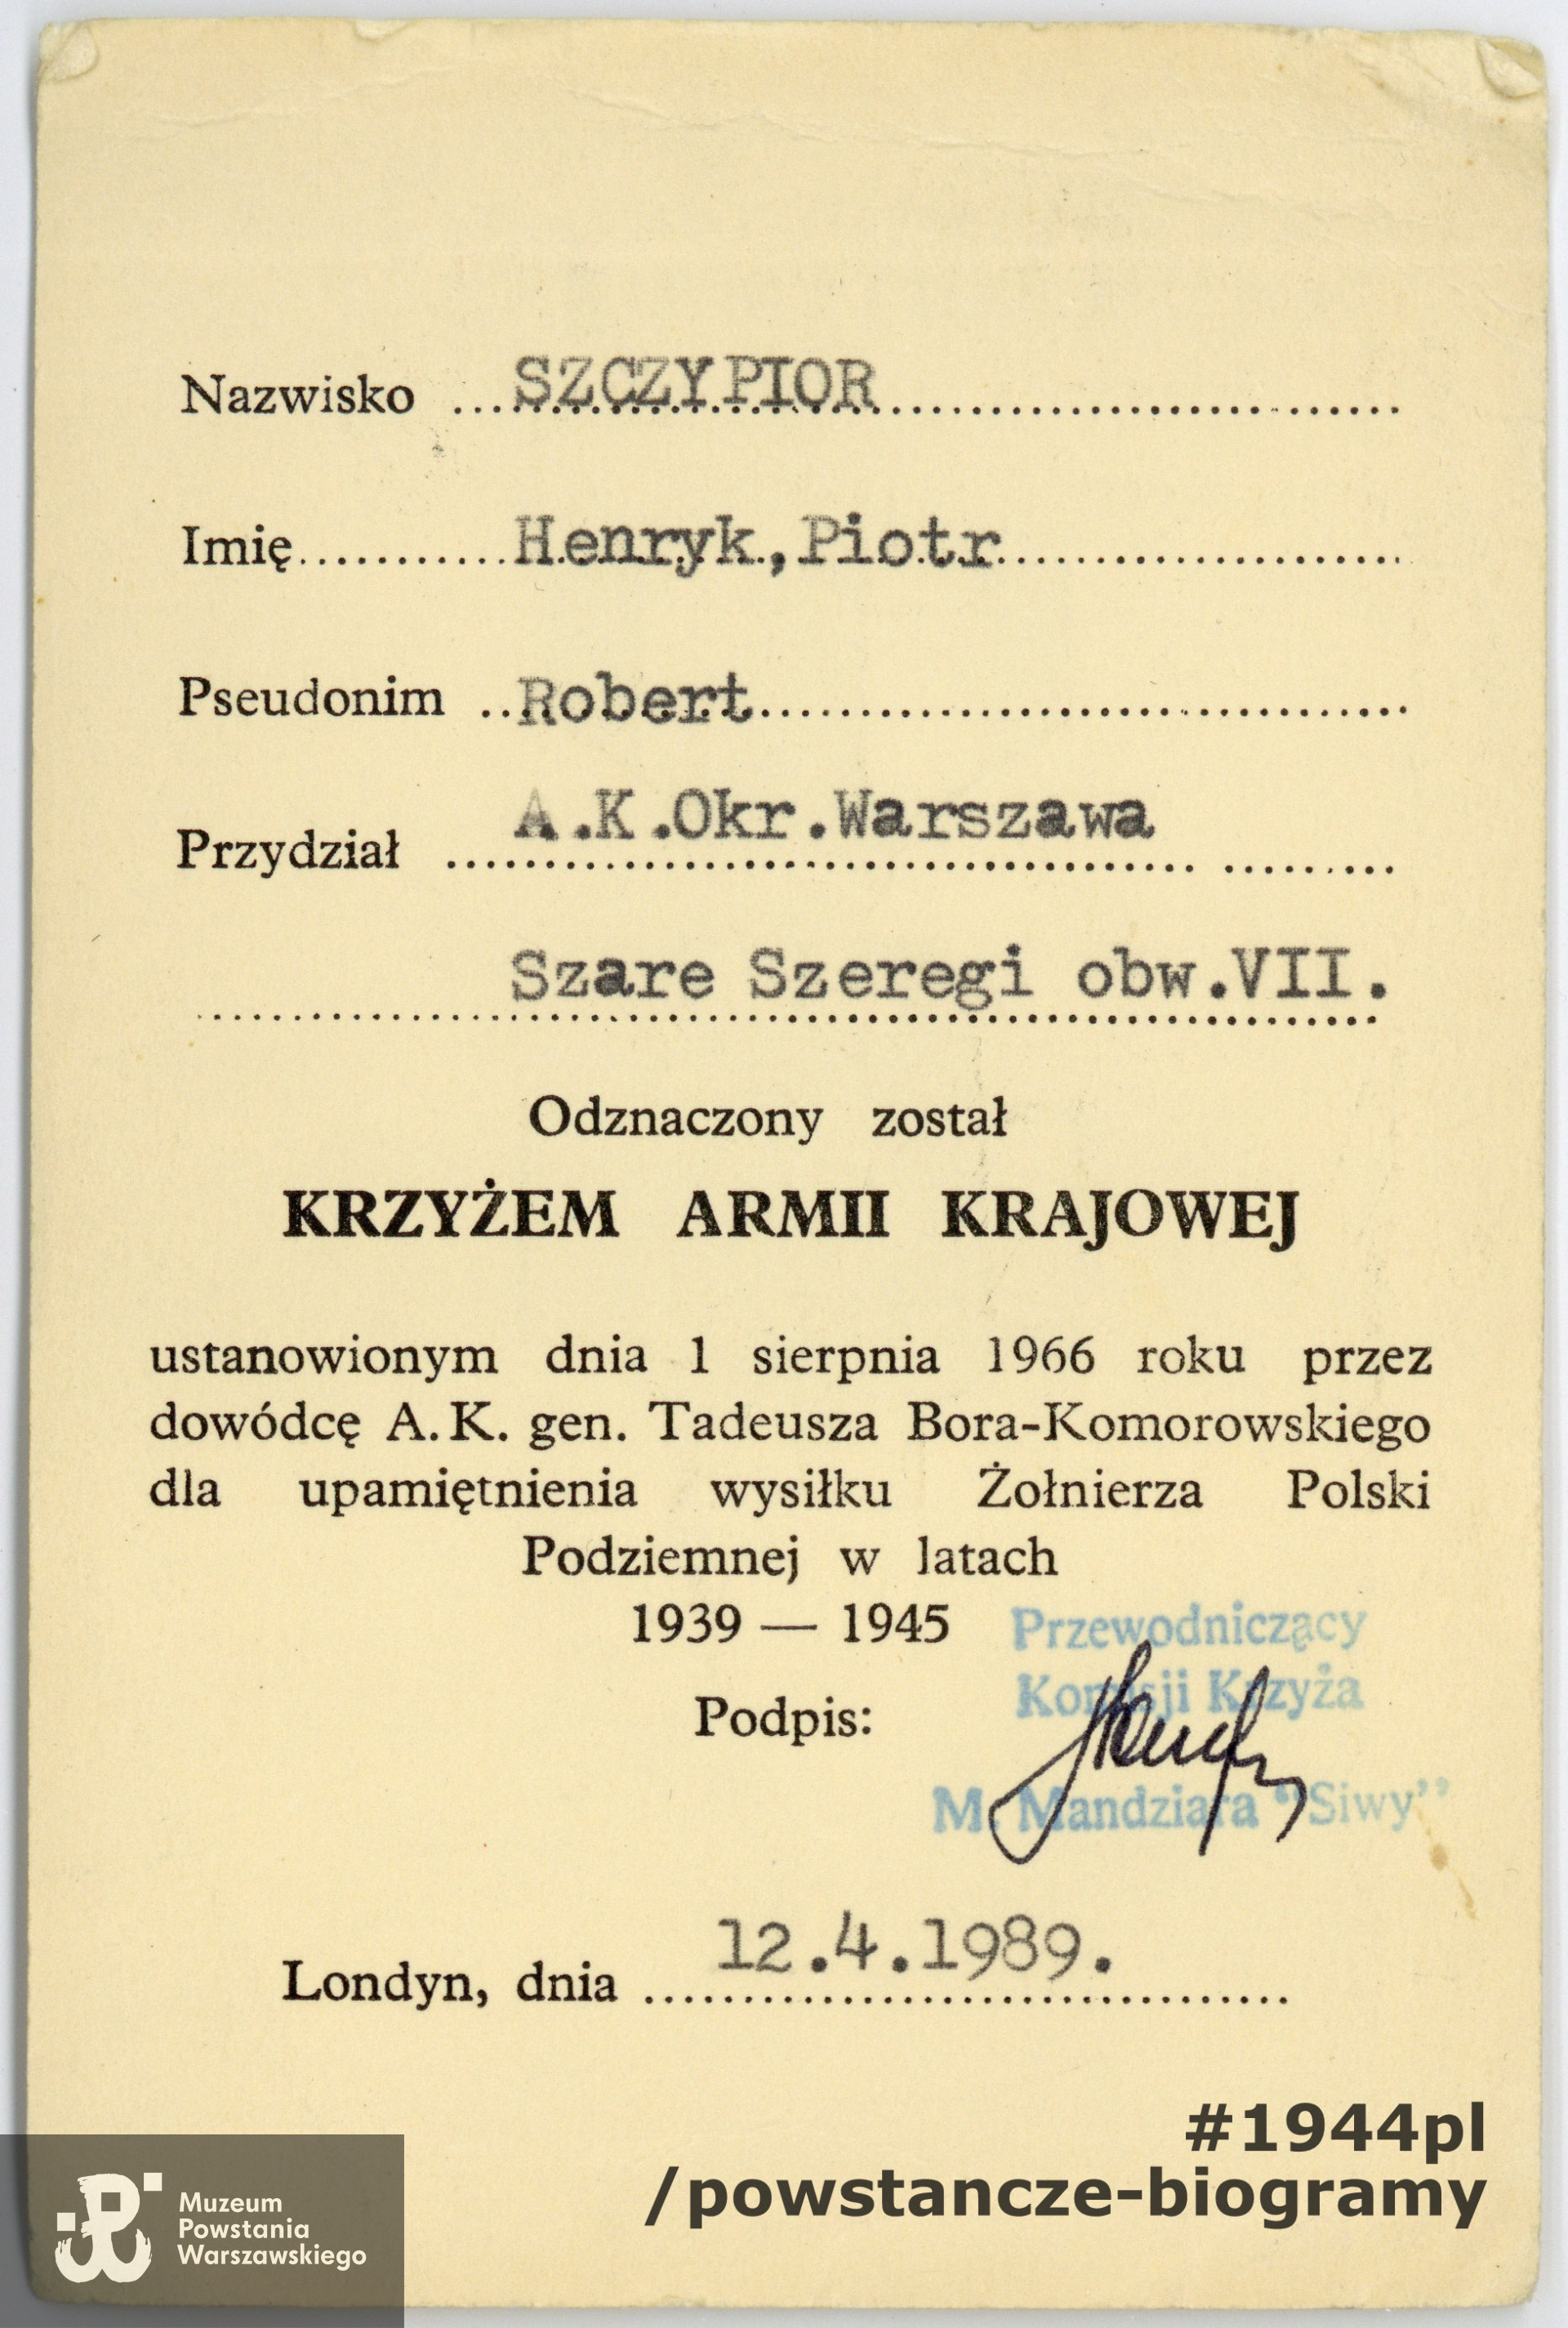 Nazwisko ...SZCZYPIOR...
Imię...Henryk,Piotr...
Pseudonim ..Robert...
A.K.Okr.Warszawa
Przydział ...
Szare Szeregi obw.VII.
Odznaczony został
KRZYŻEM ARMII KRAJOWEJ
ustanowionym dnia 1 sierpnia 1966 roku przez
dowódcę A.K. gen. Tadeusza Bora-Komorowskiego
dla upamiętnienia wysiłku Żołnierza Polski
Podziemnej w latach
1939 — 1945
Przewodniczący
Komisji Krzyża
Podpis:
M. Mandziara "Siwy"
12.4.1989.
Londyn, dnia ...
#1944pl
/powstancze-biogramy
Muzeum
Powstania
Warszawskiego